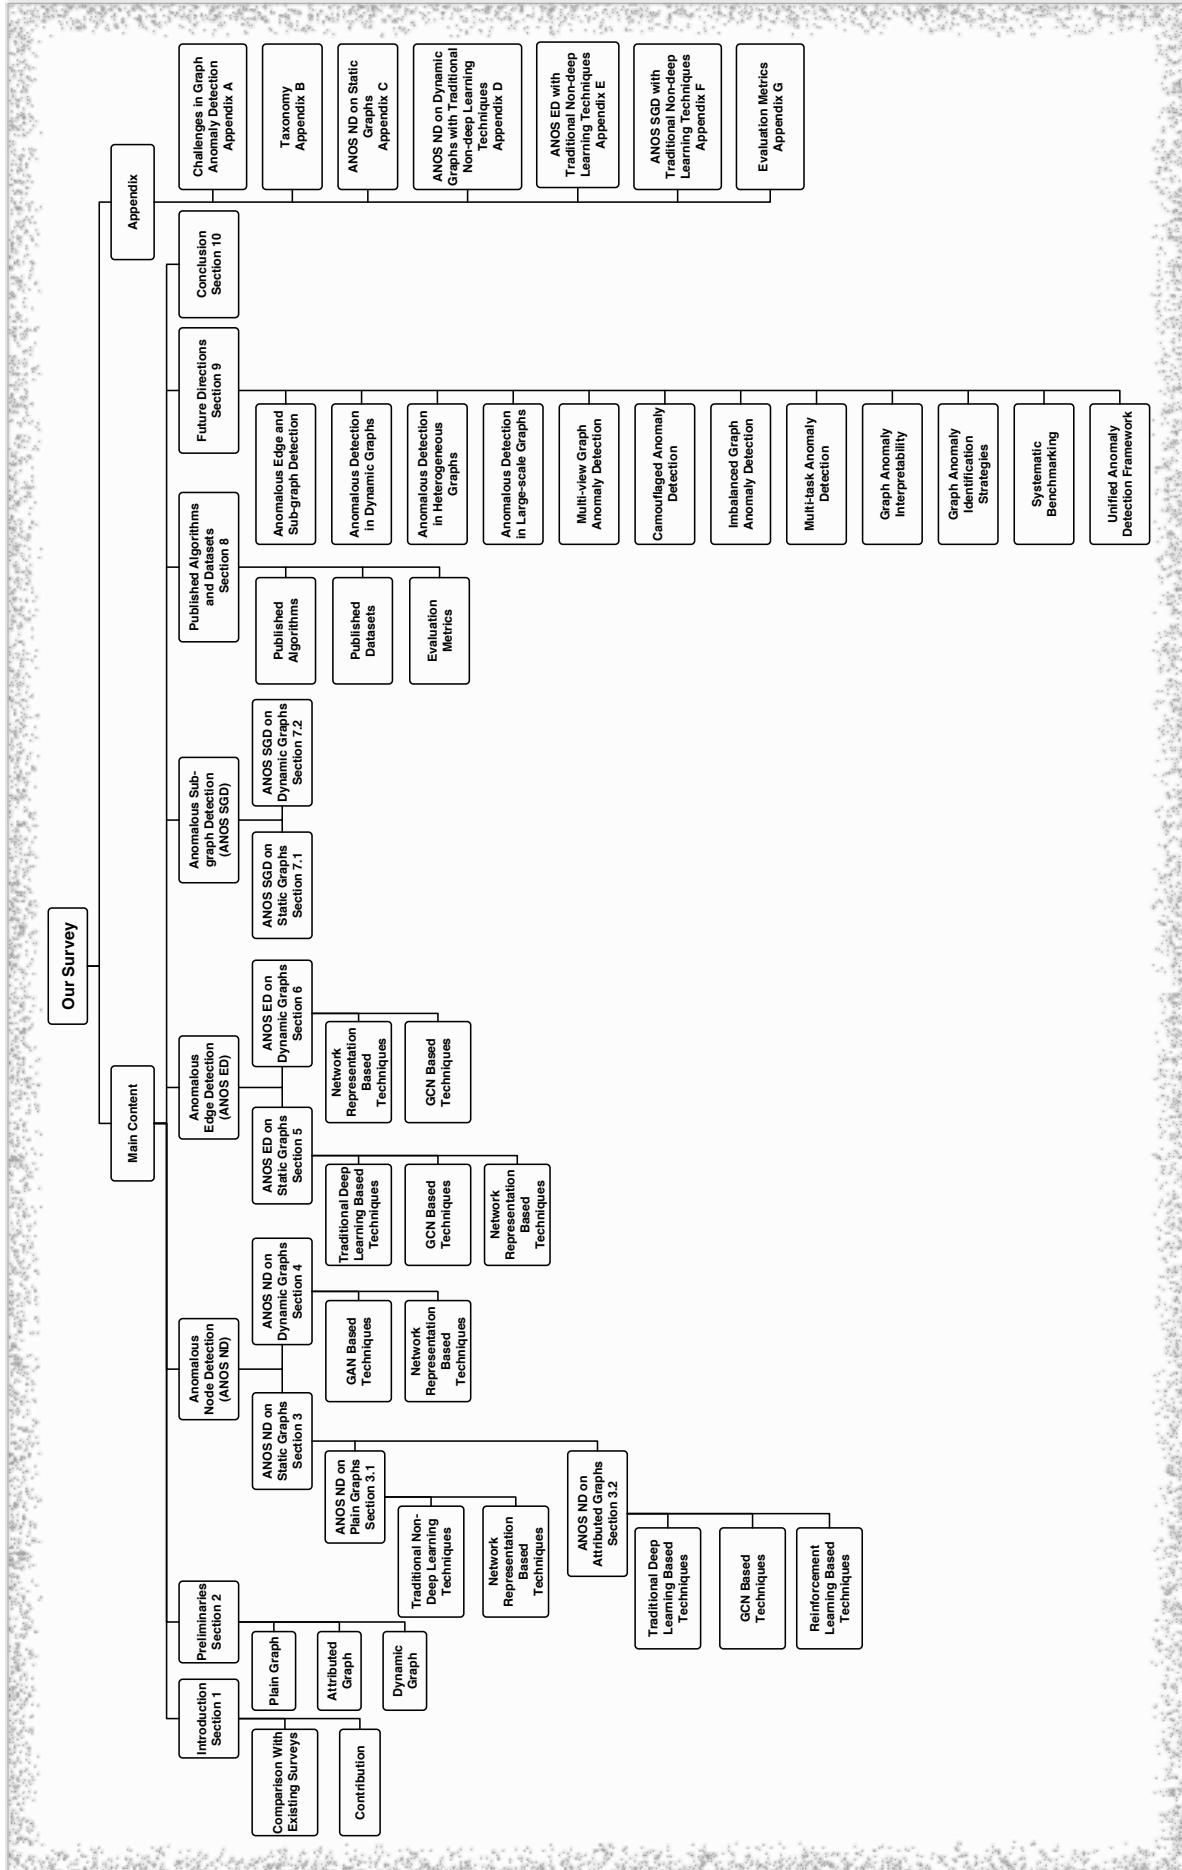 Our Survey
Main Content
Introduction
Section 1
Comparison With
Existing Surveys
Contribution
Preliminaries
Section 2
Plain Graph
Attributed
Graph
Dynamic
Graph
Anomalous
Node Detection
(ANOS ND)
ANOS ND on
Static Graphs
Section 3
ANOS ND on
Plain Graphs
Section 3.1
Traditional Non-
Deep Learning
Techniques
Network
Representation
Based
Techniques
ANOS ND on
Attributed Graphs
Section 3.2
Traditional Deep
Learning Based
Techniques
GCN Based
Techniques
Reinforcement
Learning Based
Techniques
ANOS ND on
Dynamic Graphs
Section 4
GAN Based
Techniques
Network
Representation
Based
Techniques
Anomalous
Edge Detection
(ANOS ED)
ANOS ED on
Static Graphs
Section 5
Traditional Deep
Learning Based
Techniques
GCN Based
Techniques
Network
Representation
Based
Techniques
ANOS ED on
Dynamic Graphs
Section 6
Network
Representation
Based
Techniques
GCN Based
Techniques
Anomalous Sub-
graph Detection
(ANOS SGD)
ANOS SGD on
Static Graphs
Section 7.1
ANOS SGD on
Dynamic Graphs
Section 7.2
Published Algorithms
and Datasets
Section 8
Published
Algorithms
Published
Datasets
Evaluation
Metrics
Future Directions
Section 9
Anomalous Edge and
Sub-graph Detection
Anomalous Detection
in Dynamic Graphs
Anomalous Detection
in Heterogeneous
Graphs
Anomalous Detection
in Large-scale Graphs
Multi-view Graph
Anomaly Detection
Camouflaged Anomaly
Detection
Imbalanced Graph
Anomaly Detection
Multi-task Anomaly
Detection
Graph Anomaly
Interpretability
Graph Anomaly
Identification
Strategies
Systematic
Benchmarking
Unified Anomaly
Detection Framework
Conclusion
Section 10
Appendix
Challenges in Graph
Anomaly Detection
Appendix A
Taxonomy
Appendix B
ANOS ND on Static
Graphs
Appendix C
ANOS ND on Dynamic
Graphs with Traditional
Non-deep Learning
Techniques
Appendix D
ANOS ED with
Traditional Non-deep
Learning Techniques
Appendix E
ANOS SGD with
Traditional Non-deep
Learning Techniques
Appendix F
Evaluation Metrics
Appendix G